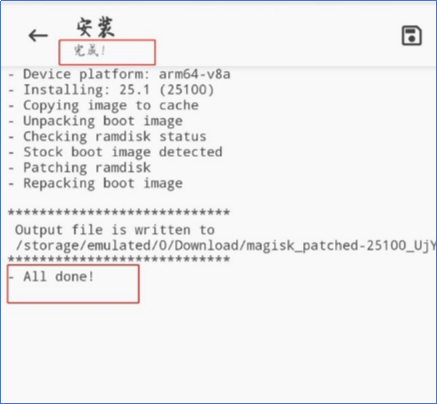 安装
完成!
- Device platform: arm64-v8a
- Installing: 25.1 (25100)
- Copying image to cache
- Unpacking boot image
- Checking ramdisk status
- Stock boot image detected
- Patching ramdisk
- Repacking boot image
****************************
Output file is written to
/storage/emulated/0/Download/magisk_patched-25100_UjY
****************************
- All done!